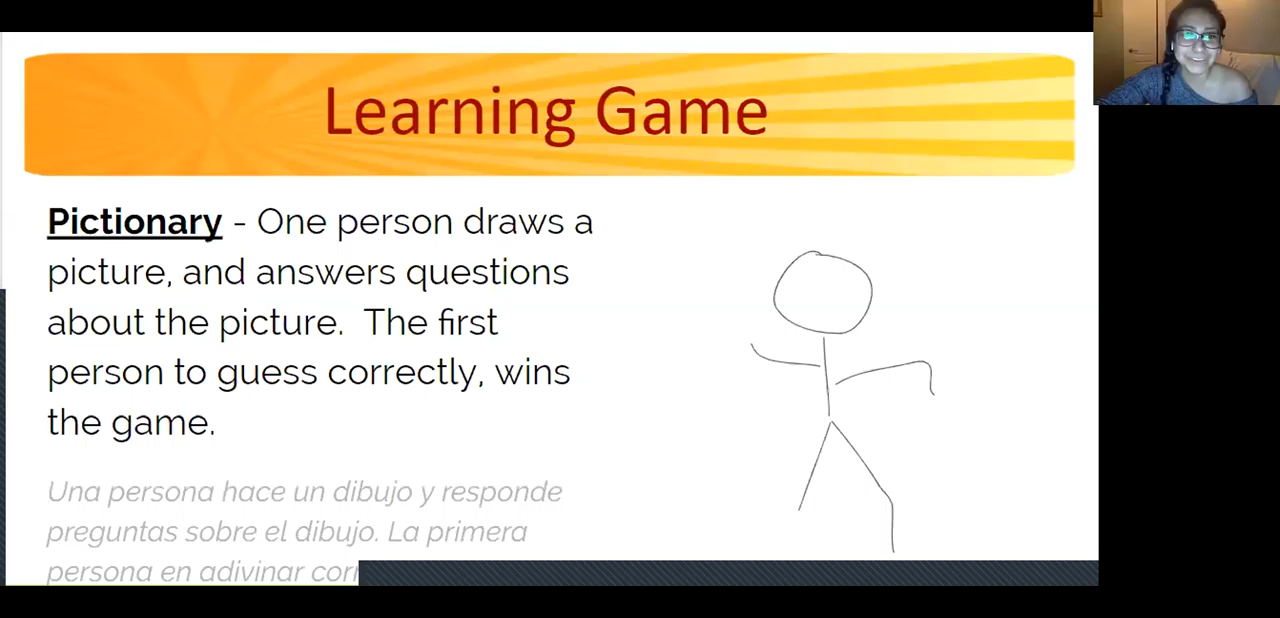 Learning Game
Pictionary - One person draws a
picture, and answers questions
about the picture. The first
person to guess correctly, wins
the game.
Una persona hace un dibujo y responde
preguntas sobre el dibujo. La primera
persona en adivinar